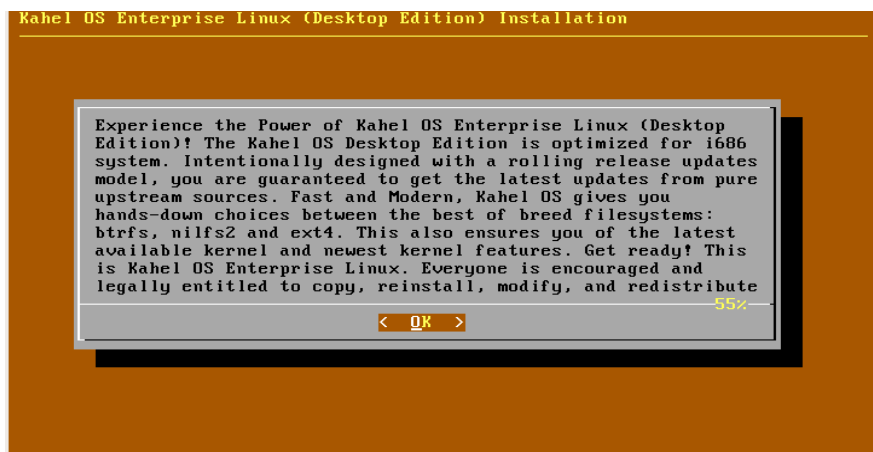 Kahel OS Enterprise Linux (Desktop Edition) Installation
Experience the Power of Kahel OS Enterprise Linux (Desktop
Edition)! The Kahel OS Desktop Edition is optimized for i686
system. Intentionally designed with a rolling release updates
model, you are guaranteed to get the latest updates from pure
upstream sources. Fast and Modern, Kahel OS gives you
hands-down choices between the best of breed filesystems:
btrfs, nilfs2 and ext4. This also ensures you of the latest
available kernel and newest kernel features. Get ready! This
is Kahel OS Enterprise Linux. Everyone is encouraged and
legally entitled to copy, reinstall, modify, and redistribute
55%
< OK >